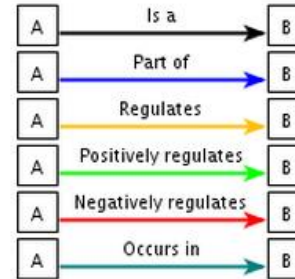 A Is a B
A Part of B
A Regulates B
A Positively regulates B
A Negatively regulates B
A Occurs in B